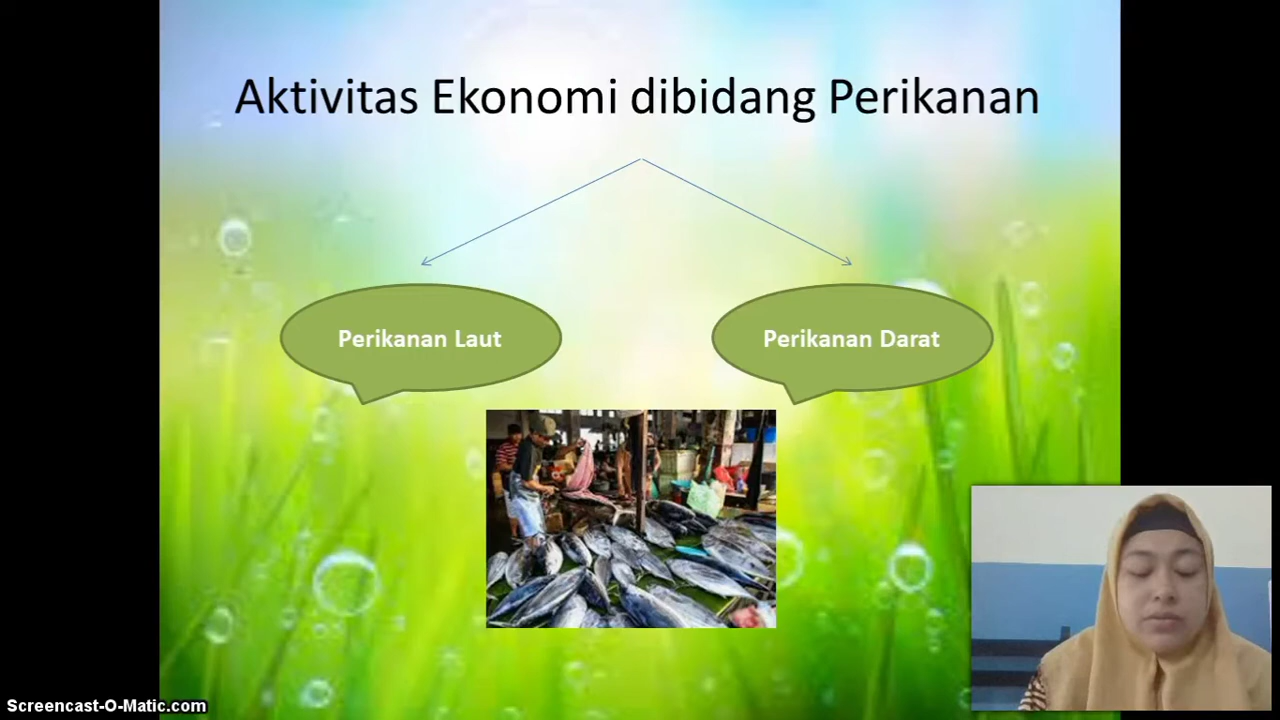 Aktivitas Ekonomi dibidang Perikanan
Perikanan Laut
Perikanan Darat
Screencast-O-Matic.com